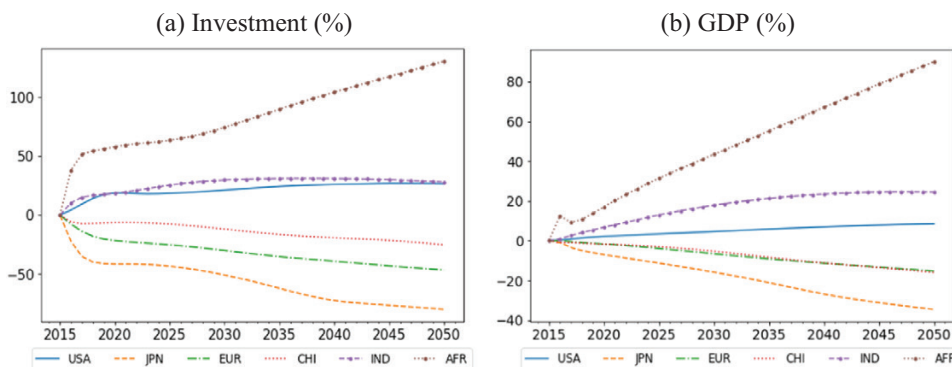 (a) Investment (%)
100
50
0
−50
2015 2020 2025 2030 2035 2040 2045 2050
USA JPN EUR CHI IND AFR
(b) GDP (%)
80
60
40
20
0
−20
−40
2015 2020 2025 2030 2035 2040 2045 2050
USA JPN EUR CHI IND AFR